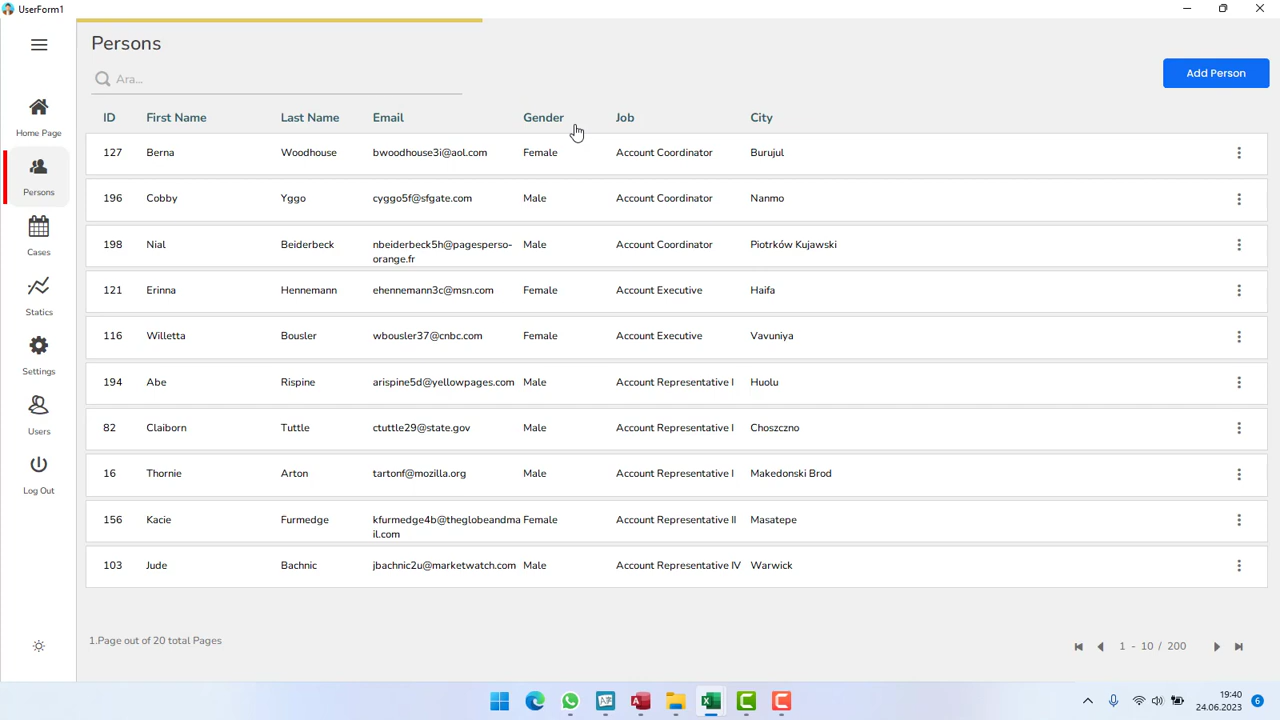 UserForm1
Persons
Ara...
Add Person
Home Page
Persons
Cases
Statics
Settings
Users
Log Out
ID First Name Last Name Email Gender Job City
127 Berna Woodhouse bwoodhouse3i@aol.com Female Account Coordinator Burujul
196 Cobby Yggo cyggo5f@sfgate.com Male Account Coordinator Nanmo
198 Nial Beiderbeck nbeiderbeck5h@pagesperso- Male Account Coordinator Piotrków Kujawski
orange.fr
121 Erinna Hennemann ehennemann3c@msn.com Female Account Executive Haifa
116 Willetta Bousler wbousler37@cnbc.com Female Account Executive Vavuniya
194 Abe Rispine arispine5d@yellowpages.com Male Account Representative I Huolu
82 Claiborn Tuttle ctuttle29@state.gov Male Account Representative I Choszczno
16 Thornie Arton tartonf@mozilla.org Male Account Representative I Makedonski Brod
156 Kacie Furmedge kfurmedge4b@theglobeandma Female Account Representative II Masatepe
il.com
103 Jude Bachnic jbachnic2u@marketwatch.com Male Account Representative IV Warwick
1.Page out of 20 total Pages
1 - 10 / 200
19:40
24.06.2023
6